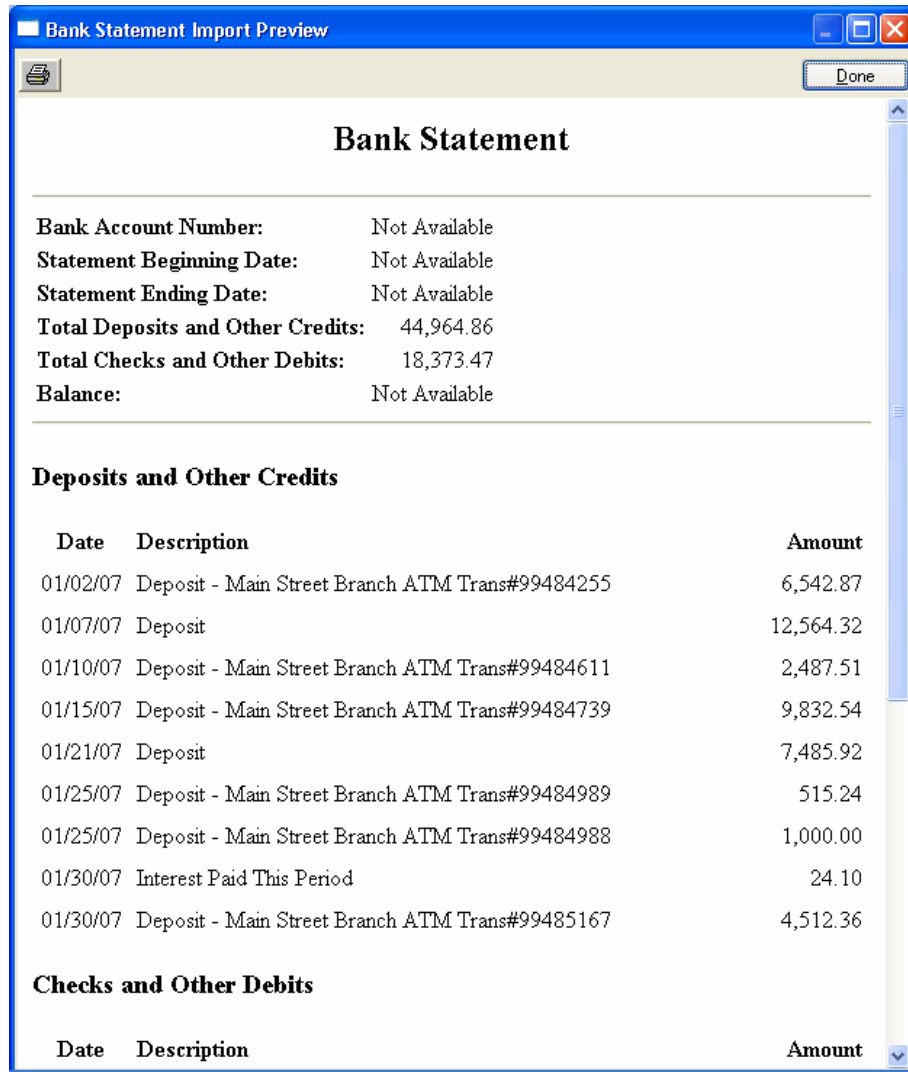 Bank Statement Import Preview
Done
Bank Statement
Bank Account Number: Not Available
Statement Beginning Date: Not Available
Statement Ending Date: Not Available
Total Deposits and Other Credits: 44,964.86
Total Checks and Other Debits: 18,373.47
Balance: Not Available
Deposits and Other Credits
Date Description Amount
01/02/07 Deposit - Main Street Branch ATM Trans#99484255 6,542.87
01/07/07 Deposit 12,564.32
01/10/07 Deposit - Main Street Branch ATM Trans#99484611 2,487.51
01/15/07 Deposit - Main Street Branch ATM Trans#99484739 9,832.54
01/21/07 Deposit 7,485.92
01/25/07 Deposit - Main Street Branch ATM Trans#99484989 515.24
01/25/07 Deposit - Main Street Branch ATM Trans#99484988 1,000.00
01/30/07 Interest Paid This Period 24.10
01/30/07 Deposit - Main Street Branch ATM Trans#99485167 4,512.36
Checks and Other Debits
Date Description Amount